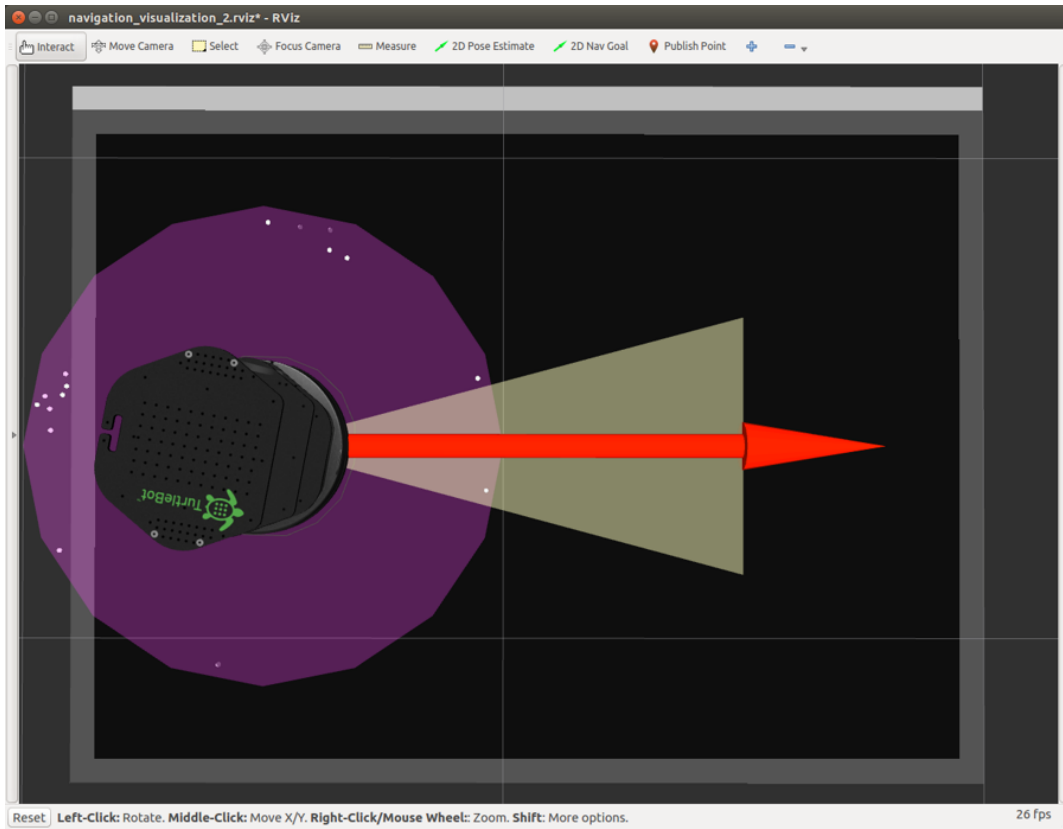 navigation_visualization_2.rviz* - RViz
Interact Move Camera Select Focus Camera Measure 2D Pose Estimate 2D Nav Goal Publish Point
TurtleBot
Reset Left-Click: Rotate. Middle-Click: Move X/Y. Right-Click/Mouse Wheel:: Zoom. Shift: More options. 26 fps